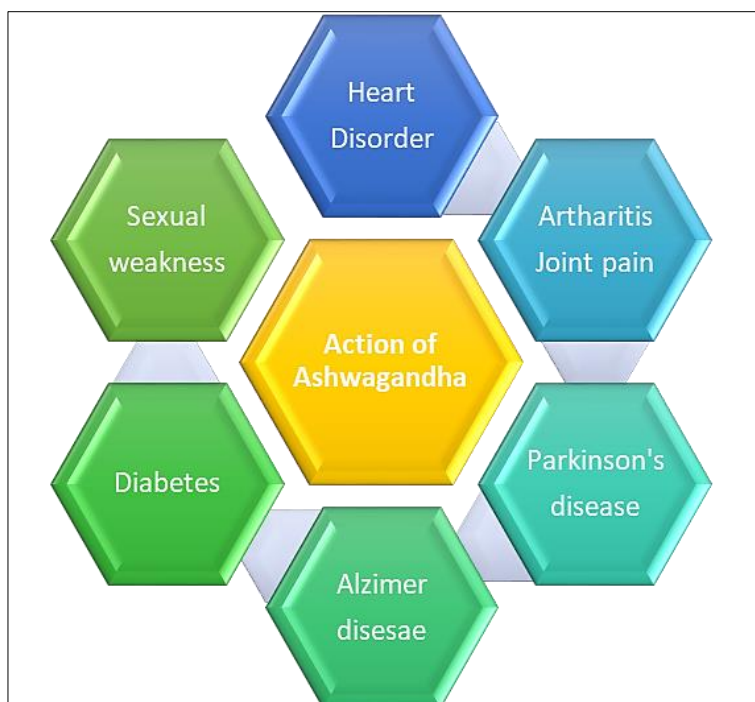 Heart
Disorder
Artharitis
Joint pain
Parkinson's
disease
Alzimer
disesae
Diabetes
Sexual
weakness
Action of
Ashwagandha